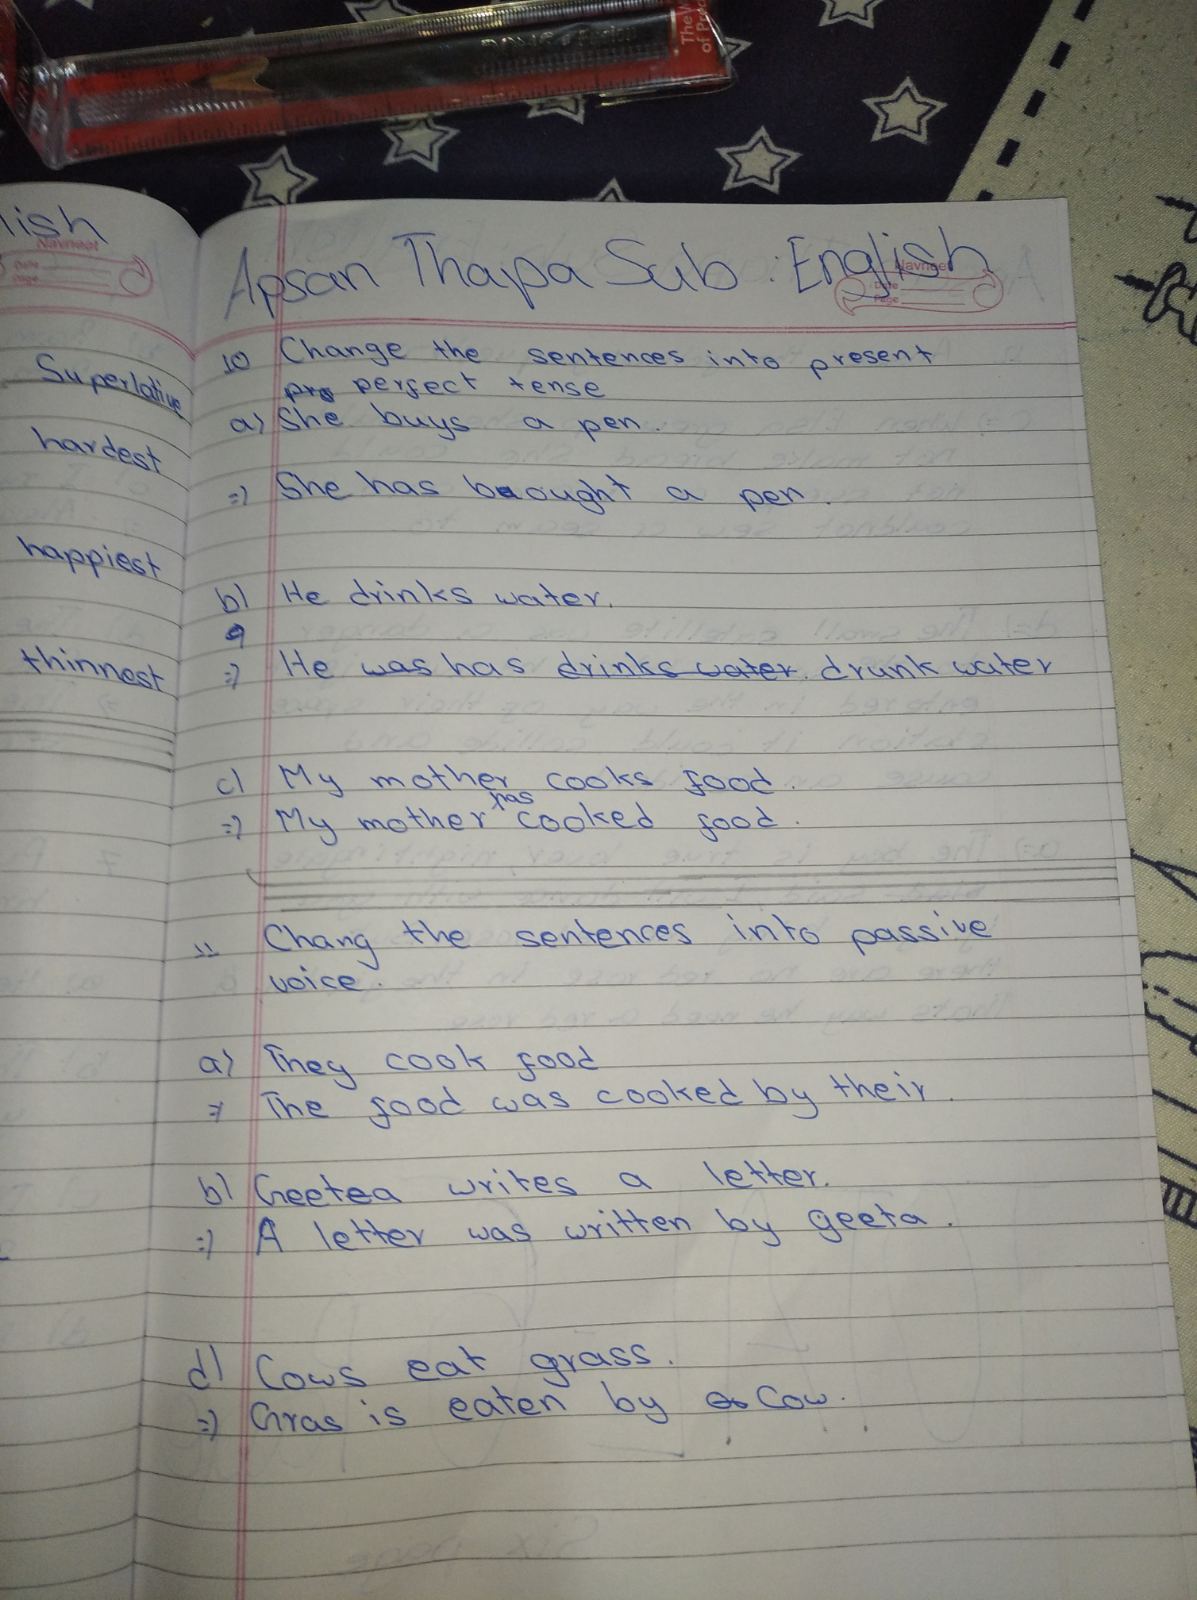 lish
Navneet
Date
Page
Superlative
hardest
happiest
thinnest
The
of Pre
Apsan Thapa Sub : English
Navneet
Date
Page
10 Change the sentences into present
perfect tense
a) She buys a pen.
=) She has bought a pen.
b) He drinks water.
=) He was has drinks water. drunk water
c) My mother cooks food.
=) My mother has cooked food.
11 Chang the sentences into passive
voice.
a) They cook food
=) The food was cooked by their.
b) Geetea writes a letter.
=) A letter was written by geeta.
d) Cows eat grass.
=) Gras is eaten by Cow.